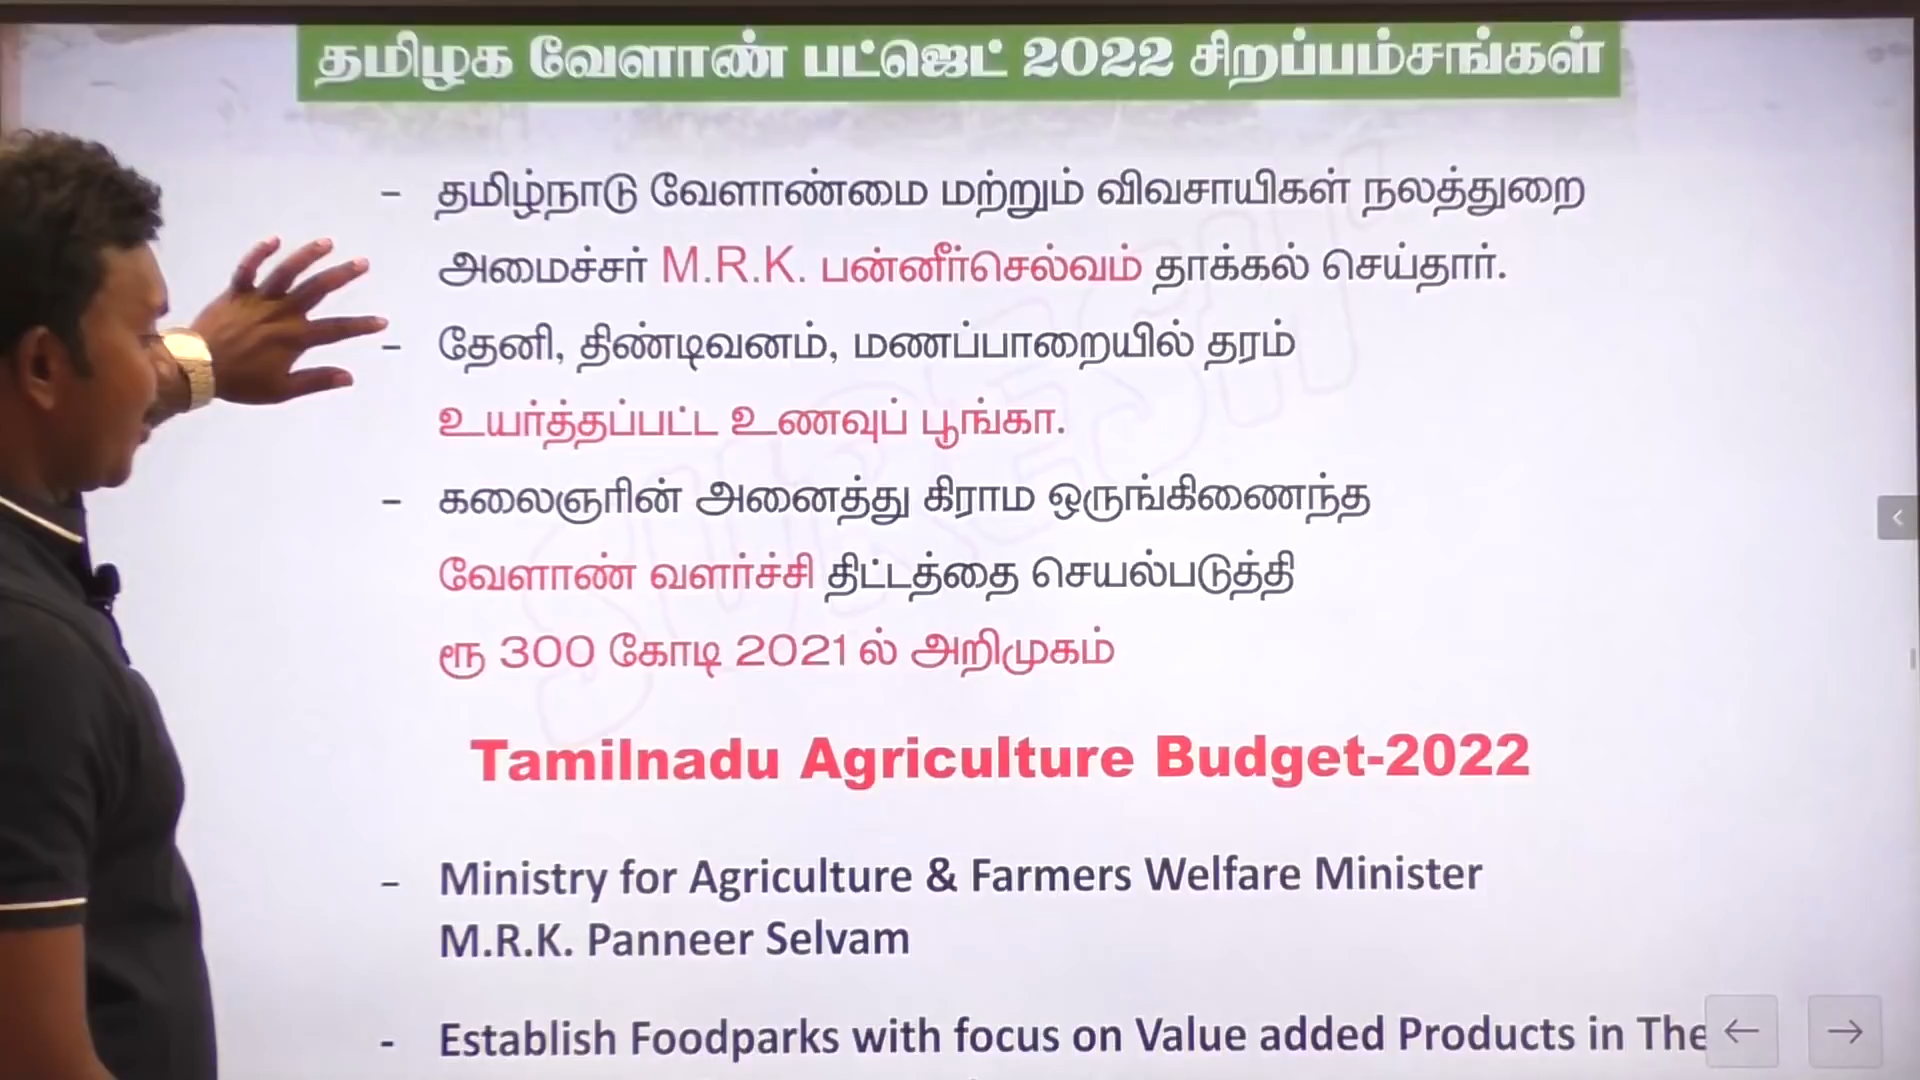 தமிழக வேளாண் பட்ஜெட் 2022 சிறப்பம்சங்கள்
- தமிழ்நாடு வேளாண்மை மற்றும் விவசாயிகள் நலத்துறை
அமைச்சர் M.R.K. பன்னீர்செல்வம் தாக்கல் செய்தார்.
- தேனி, திண்டிவனம், மணப்பாறையில் தரம்
உயர்த்தப்பட்ட உணவுப் பூங்கா.
- கலைஞரின் அனைத்து கிராம ஒருங்கிணைந்த
வேளாண் வளர்ச்சி திட்டத்தை செயல்படுத்தி
ரூ 300 கோடி 2021ல் அறிமுகம்
Tamilnadu Agriculture Budget-2022
- Ministry for Agriculture & Farmers Welfare Minister
M.R.K. Panneer Selvam
- Establish Foodparks with focus on Value added Products in The
SURESH'